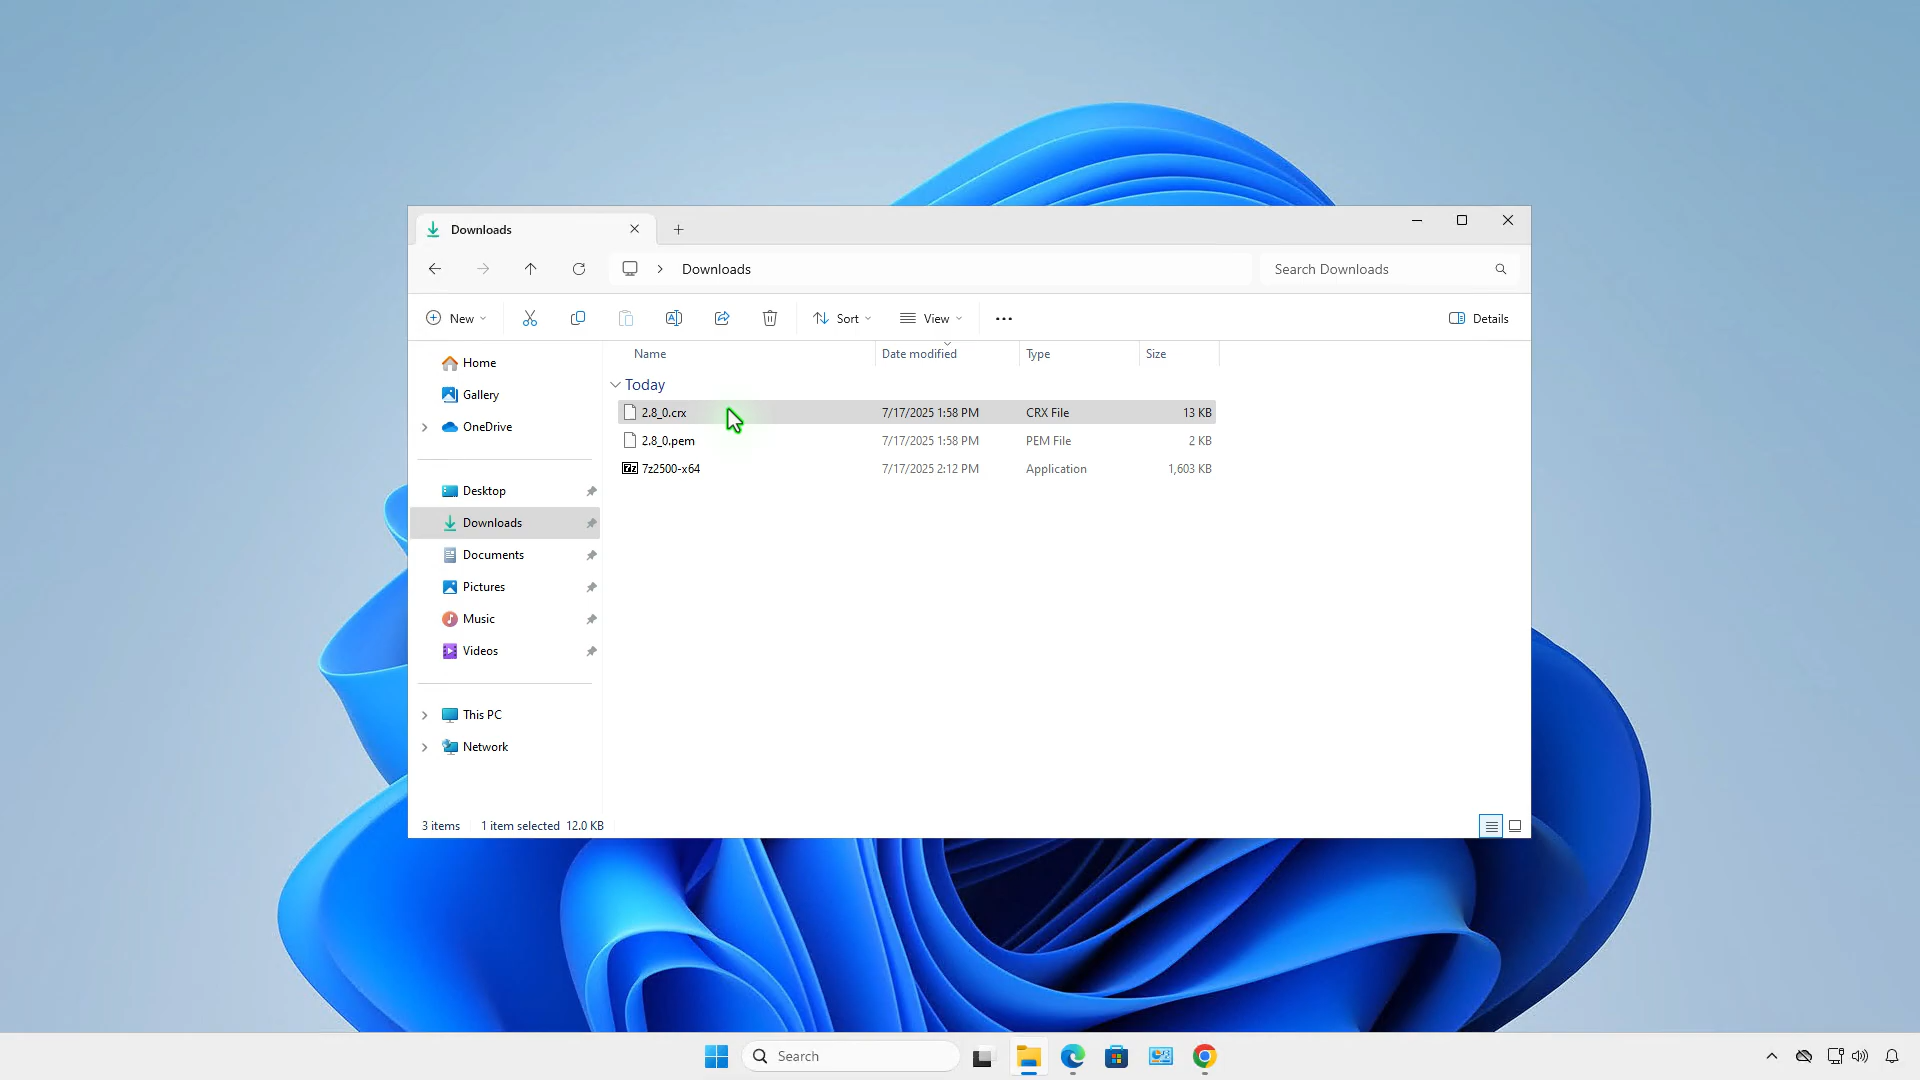 Downloads
Downloads
Search Downloads
New
Sort
View
Details
Name Date modified Type Size
Today
2.8_0.crx 7/17/2025 1:58 PM CRX File 13 KB
2.8_0.pem 7/17/2025 1:58 PM PEM File 2 KB
7z 7z2500-x64 7/17/2025 2:12 PM Application 1,603 KB
Home
Gallery
OneDrive
Desktop
Downloads
Documents
Pictures
Music
Videos
This PC
Network
3 items 1 item selected 12.0 KB
Search